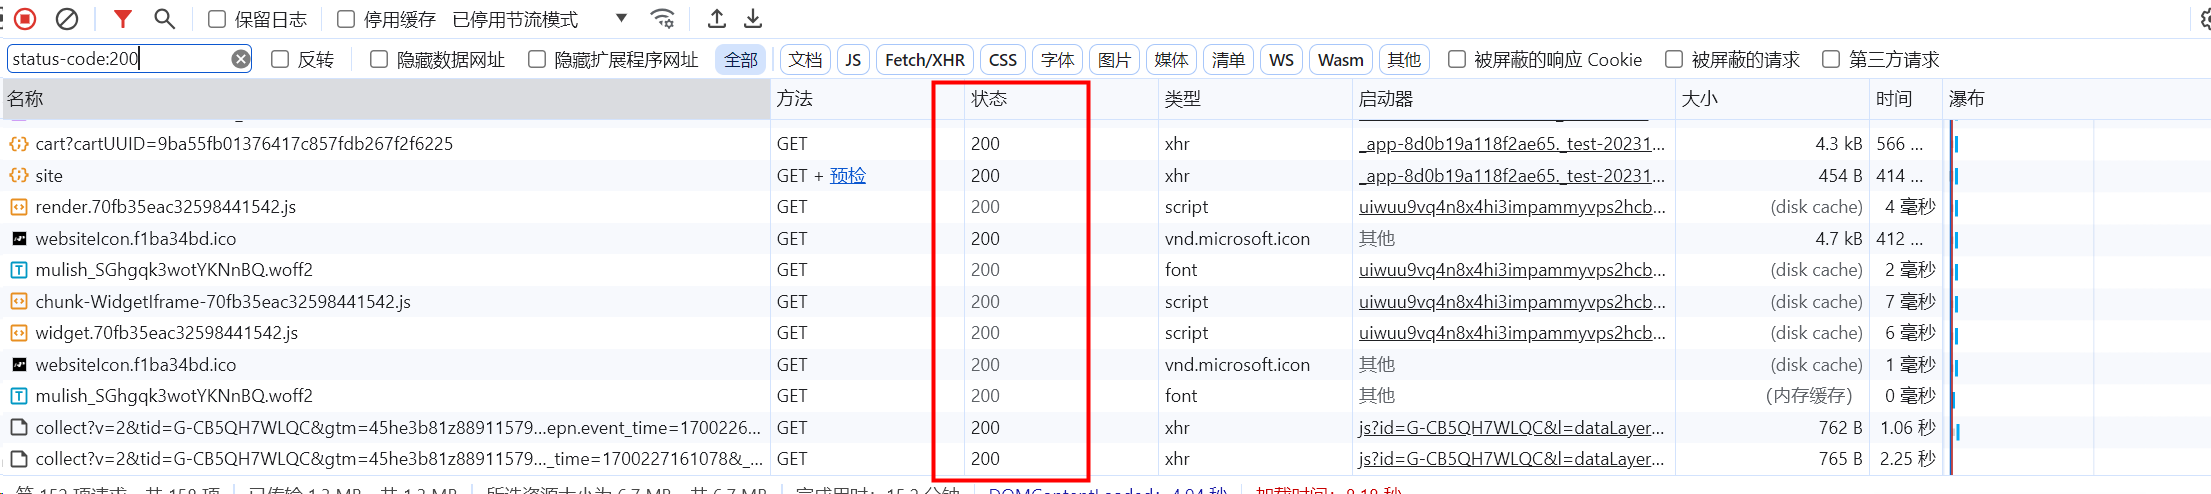 保留日志 停用缓存 已停用节流模式
status-code:200 反转 隐藏数据网址 隐藏扩展程序网址 全部 文档 JS Fetch/XHR CSS 字体 图片 媒体 清单 WS Wasm 其他 被屏蔽的响应 Cookie 被屏蔽的请求 第三方请求
名称 方法 状态 类型 启动器 大小 时间 瀑布
cart?cartUUID=9ba55fb01376417c857fdb267f2f6225 GET 200 xhr _app-8d0b19a118f2ae65._test-20231... 4.3 kB 566 ...
site GET + 预检 200 xhr _app-8d0b19a118f2ae65._test-20231... 454 B 414 ...
render.70fb35eac32598441542.js GET 200 script uiwuu9vq4n8x4hi3impammyvps2hcb... (disk cache) 4 毫秒
websiteIcon.f1ba34bd.ico GET 200 vnd.microsoft.icon 其他 4.7 kB 412 ...
mulish_SGhgqk3wotYKNnBQ.woff2 GET 200 font uiwuu9vq4n8x4hi3impammyvps2hcb... (disk cache) 2 毫秒
chunk-WidgetIframe-70fb35eac32598441542.js GET 200 script uiwuu9vq4n8x4hi3impammyvps2hcb... (disk cache) 7 毫秒
widget.70fb35eac32598441542.js GET 200 script uiwuu9vq4n8x4hi3impammyvps2hcb... (disk cache) 6 毫秒
websiteIcon.f1ba34bd.ico GET 200 vnd.microsoft.icon 其他 (disk cache) 1 毫秒
mulish_SGhgqk3wotYKNnBQ.woff2 GET 200 font 其他 (内存缓存) 0 毫秒
collect?v=2&tid=G-CB5QH7WLQC&gtm=45he3b81z88911579...epn.event_time=1700226... GET 200 xhr js?id=G-CB5QH7WLQC&l=dataLayer... 762 B 1.06 秒
collect?v=2&tid=G-CB5QH7WLQC&gtm=45he3b81z88911579..._time=1700227161078&_... GET 200 xhr js?id=G-CB5QH7WLQC&l=dataLayer... 765 B 2.25 秒